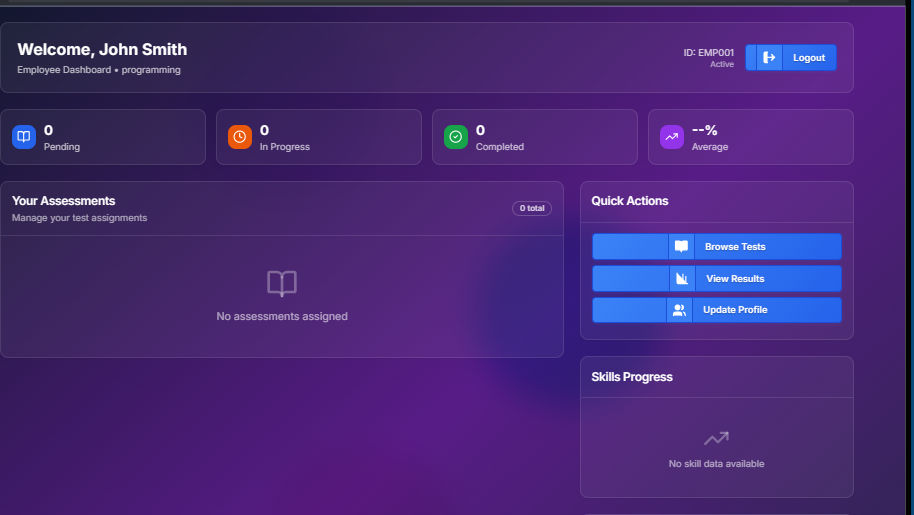 Welcome, John Smith
Employee Dashboard • programming
ID: EMP001
Active
Logout
0
Pending
0
In Progress
0
Completed
--%
Average
Your Assessments
Manage your test assignments
0 total
No assessments assigned
Quick Actions
Browse Tests
View Results
Update Profile
Skills Progress
No skill data available